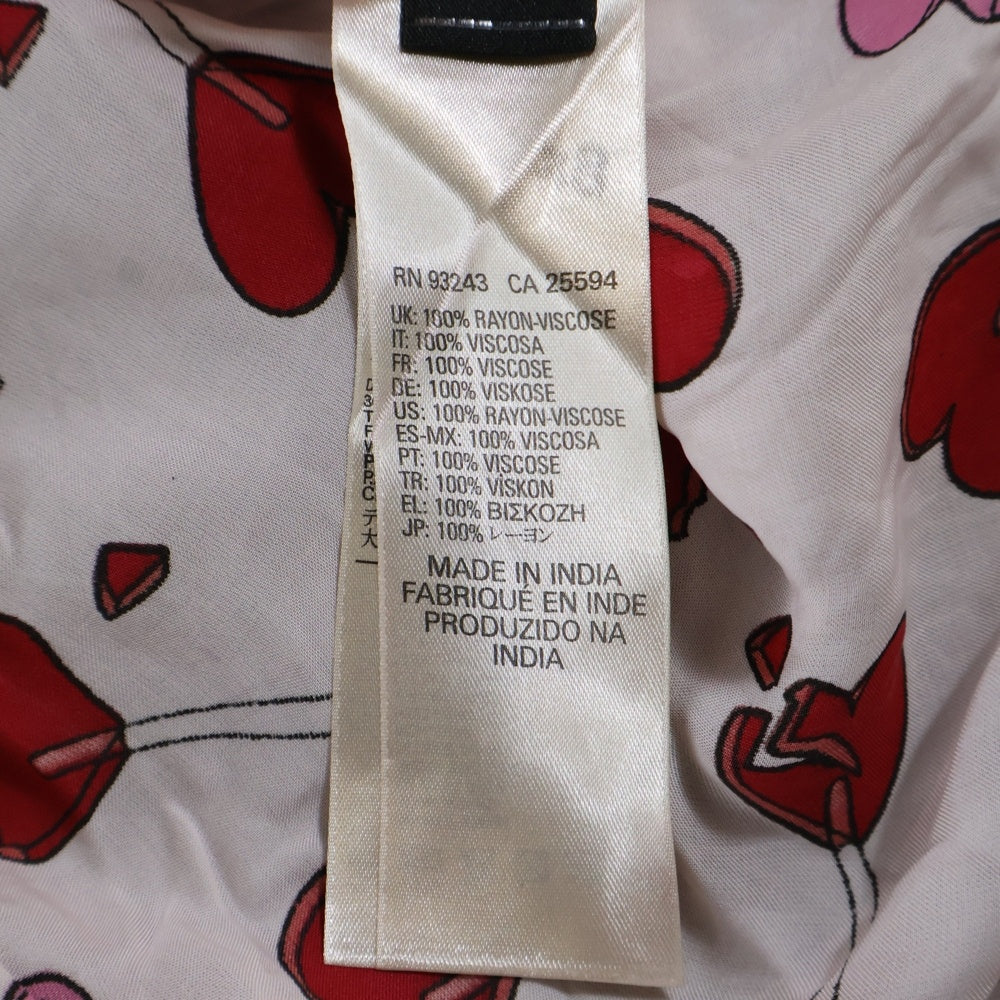 RN 93243 CA 25594
UK: 100% RAYON-VISCOSE
IT: 100% VISCOSA
FR: 100% VISCOSE
DE: 100% VISKOSE
US: 100% RAYON-VISCOSE
ES-MX: 100% VISCOSA
PT: 100% VISCOSE
TR: 100% VİSKON
EL: 100% ΒΙΣΚΟΖΗ
JP: 100% レーヨン
MADE IN INDIA
FABRIQUÉ EN INDE
PRODUZIDO NA
INDIA